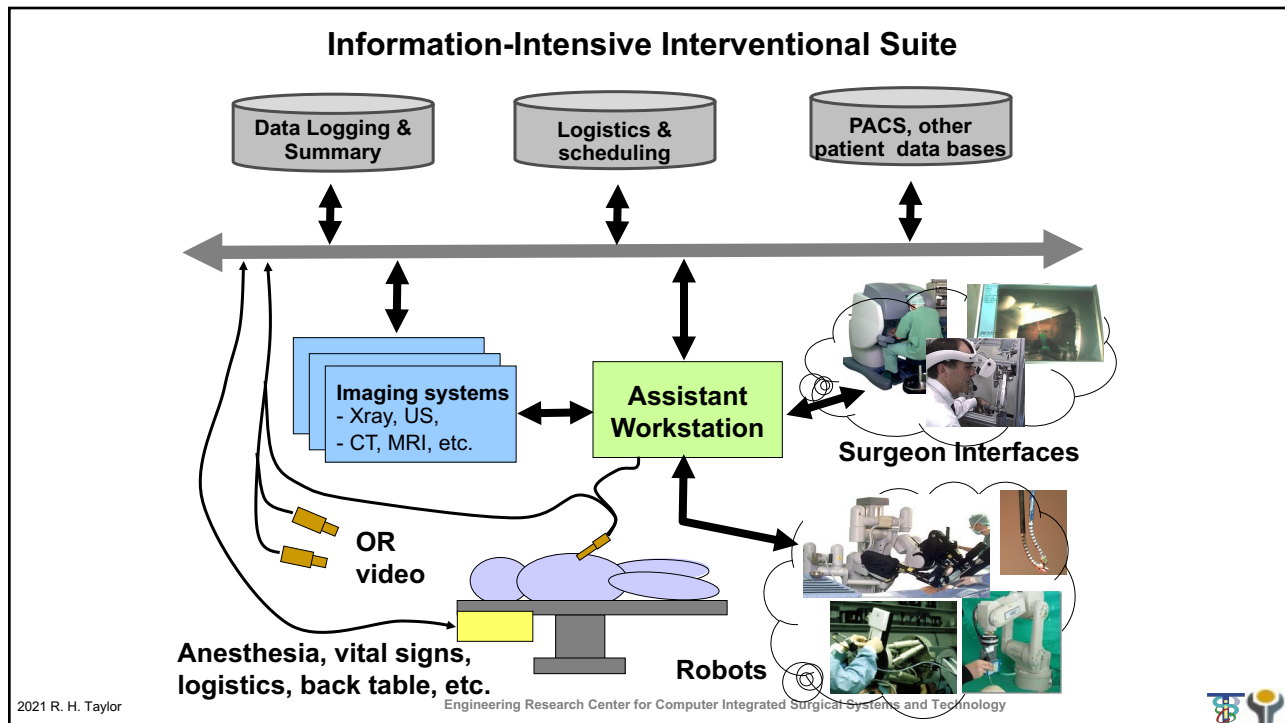 Information-Intensive Interventional Suite
Data Logging &
Summary
Logistics &
scheduling
PACS, other
patient data bases
Imaging systems
- Xray, US,
- CT, MRI, etc.
Assistant
Workstation
Surgeon Interfaces
OR
video
Anesthesia, vital signs,
logistics, back table, etc.
Robots
2021 R. H. Taylor
Engineering Research Center for Computer Integrated Surgical Systems and Technology